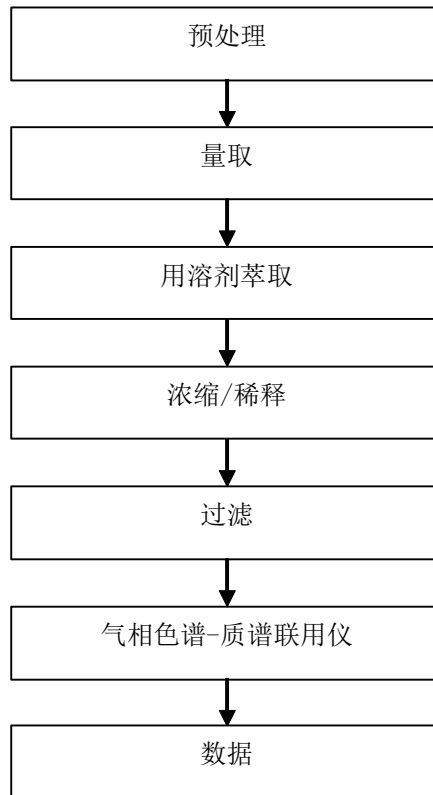 预处理
量取
用溶剂萃取
浓缩/稀释
过滤
气相色谱-质谱联用仪
数据